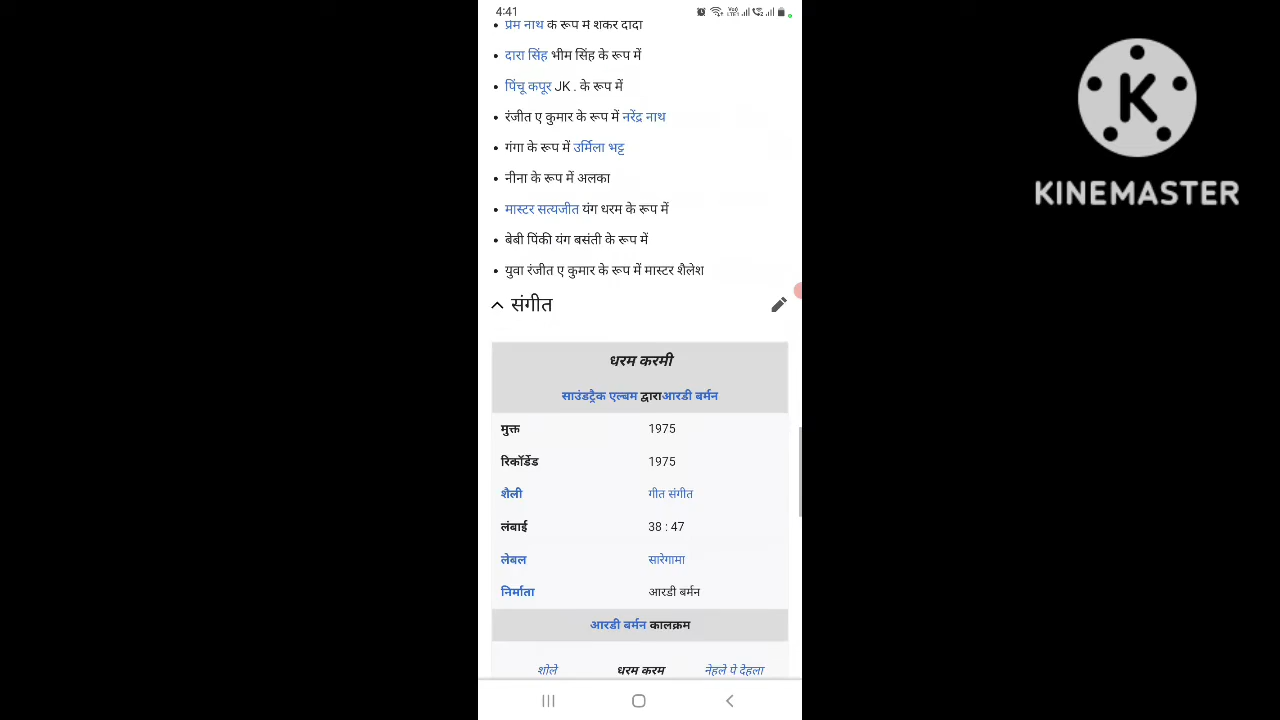 4:41
प्रेम नाथ के रूप में शंकर दादा
दारा सिंह भीम सिंह के रूप में
पिंचू कपूर JK . के रूप में
रंजीत ए कुमार के रूप में नरेंद्र नाथ
गंगा के रूप में उर्मिला भट्ट
नीना के रूप में अलका
मास्टर सत्यजीत यंग धरम के रूप में
बेबी पिंकी यंग बसंती के रूप में
युवा रंजीत ए कुमार के रूप में मास्टर शैलेश
संगीत
धरम करमी
साउंडट्रैक एल्बम द्वाराआरडी बर्मन
मुक्त 1975
रिकॉर्डेड 1975
शैली गीत संगीत
लंबाई 38 : 47
लेबल सारेगामा
निर्माता आरडी बर्मन
आरडी बर्मन कालक्रम
शोले धरम करम नेहले पे देहला
KINEMASTER